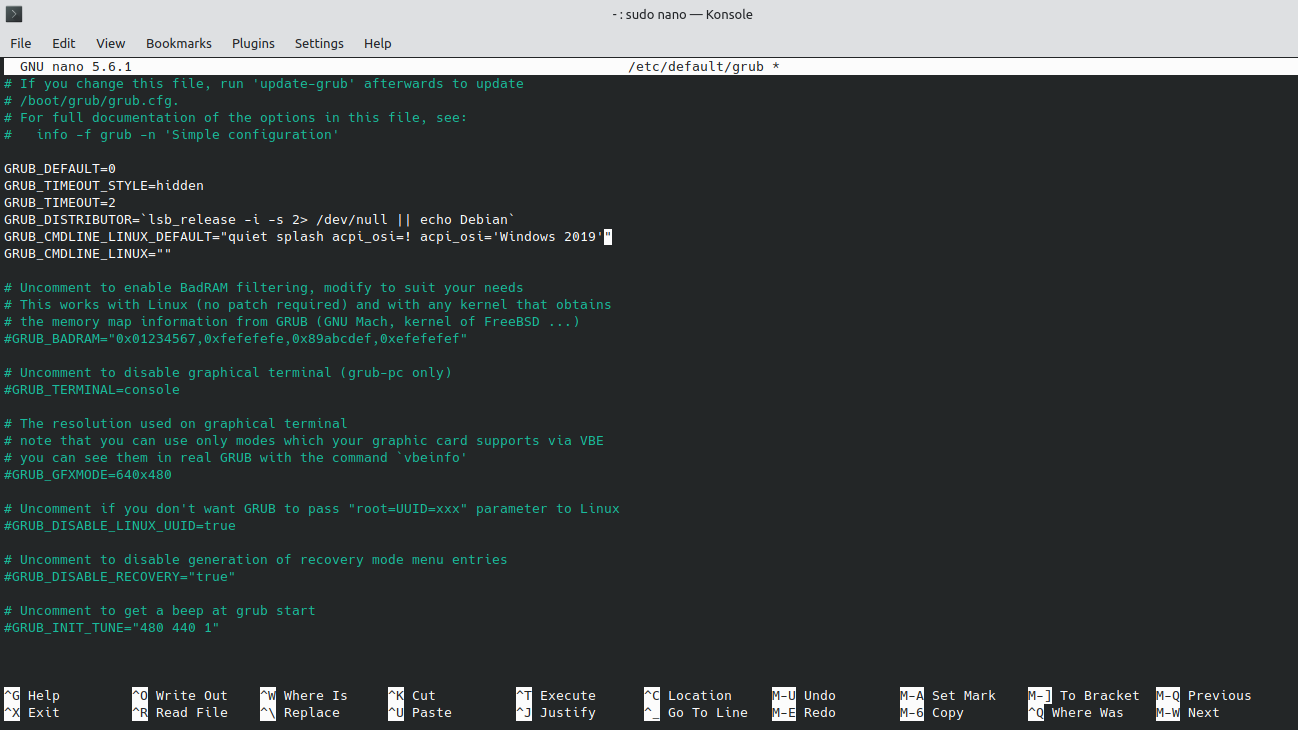 - : sudo nano — Konsole
File Edit View Bookmarks Plugins Settings Help
GNU nano 5.6.1 /etc/default/grub *
# If you change this file, run 'update-grub' afterwards to update
# /boot/grub/grub.cfg.
# For full documentation of the options in this file, see:
#   info -f grub -n 'Simple configuration'

GRUB_DEFAULT=0
GRUB_TIMEOUT_STYLE=hidden
GRUB_TIMEOUT=2
GRUB_DISTRIBUTOR=`lsb_release -i -s 2> /dev/null || echo Debian`
GRUB_CMDLINE_LINUX_DEFAULT="quiet splash acpi_osi=! acpi_osi='Windows 2019'"
GRUB_CMDLINE_LINUX=""

# Uncomment to enable BadRAM filtering, modify to suit your needs
# This works with Linux (no patch required) and with any kernel that obtains
# the memory map information from GRUB (GNU Mach, kernel of FreeBSD ...)
#GRUB_BADRAM="0x01234567,0xfefefefe,0x89abcdef,0xefefefef"

# Uncomment to disable graphical terminal (grub-pc only)
#GRUB_TERMINAL=console

# The resolution used on graphical terminal
# note that you can use only modes which your graphic card supports via VBE
# you can see them in real GRUB with the command `vbeinfo'
#GRUB_GFXMODE=640x480

# Uncomment if you don't want GRUB to pass "root=UUID=xxx" parameter to Linux
#GRUB_DISABLE_LINUX_UUID=true

# Uncomment to disable generation of recovery mode menu entries
#GRUB_DISABLE_RECOVERY="true"

# Uncomment to get a beep at grub start
#GRUB_INIT_TUNE="480 440 1"

^G Help ^O Write Out ^W Where Is ^K Cut ^T Execute ^C Location M-U Undo M-A Set Mark M-] To Bracket M-Q Previous
^X Exit ^R Read File ^\ Replace ^U Paste ^J Justify ^_ Go To Line M-E Redo M-6 Copy ^Q Where Was M-W Next